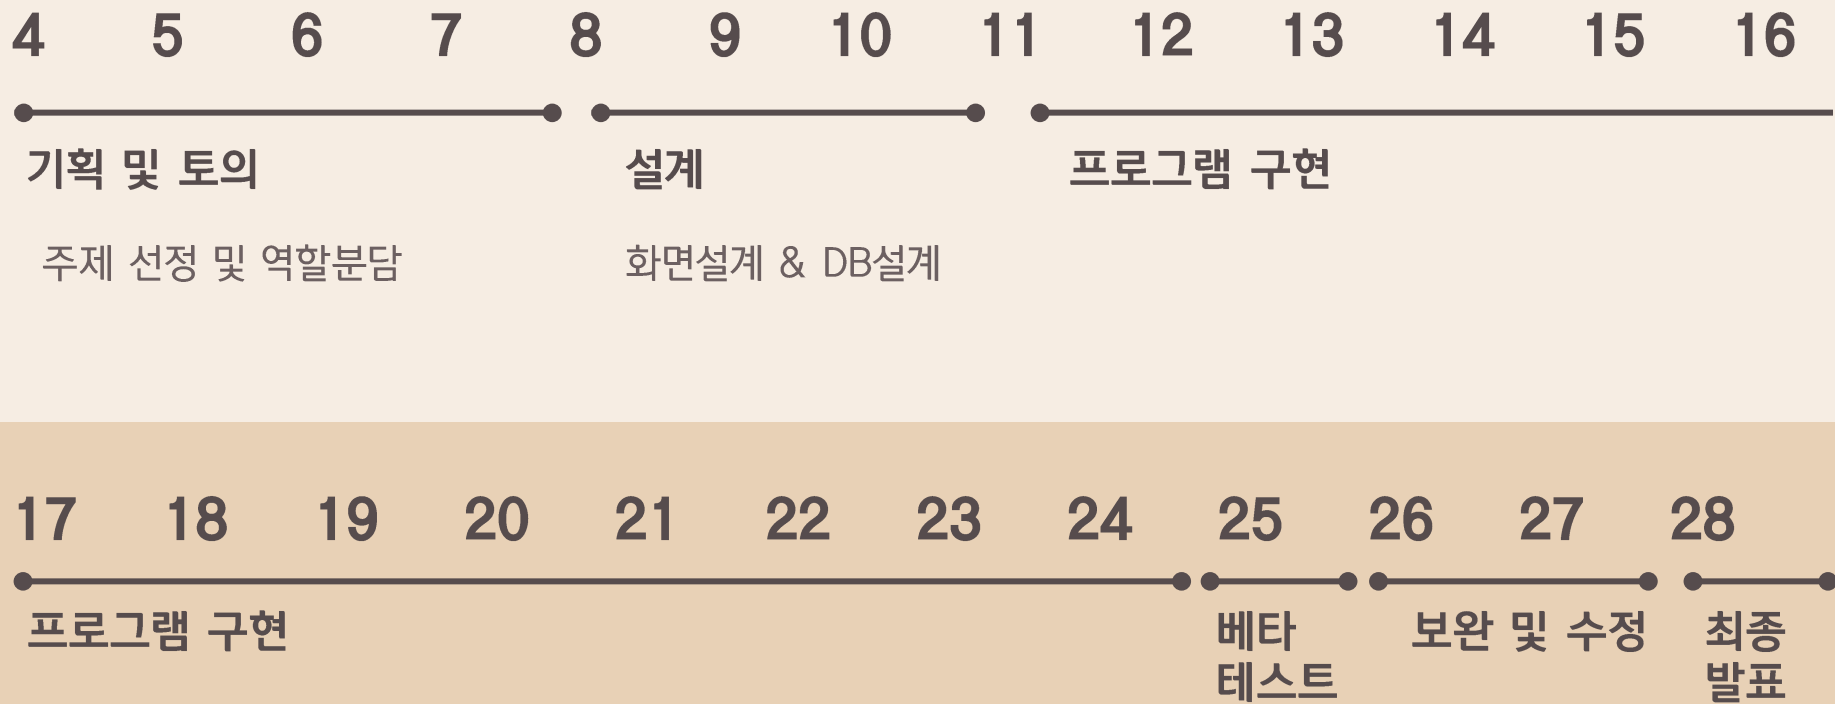 4 5 6 7 8 9 10 11 12 13 14 15 16
기획 및 토의 설계 프로그램 구현
주제 선정 및 역할분담 화면설계 & DB설계
17 18 19 20 21 22 23 24 25 26 27 28
프로그램 구현 베타 보완 및 수정 최종
테스트 발표